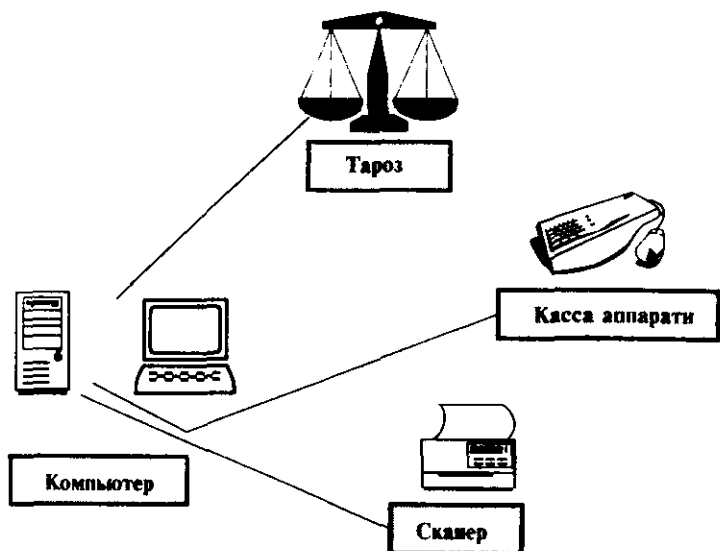 Тароз
Касса аппарати
Компьютер
Сканер